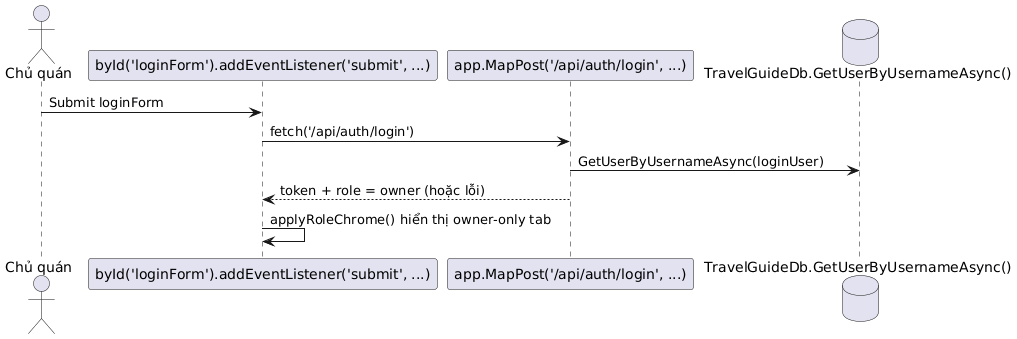 Chủ quán
byId('loginForm').addEventListener('submit', ...)
app.MapPost('/api/auth/login', ...)
TravelGuideDb.GetUserByUsernameAsync()
Submit loginForm
fetch('/api/auth/login')
GetUserByUsernameAsync(loginUser)
token + role = owner (hoặc lỗi)
applyRoleChrome() hiển thị owner-only tab
Chủ quán
byId('loginForm').addEventListener('submit', ...)
app.MapPost('/api/auth/login', ...)
TravelGuideDb.GetUserByUsernameAsync()